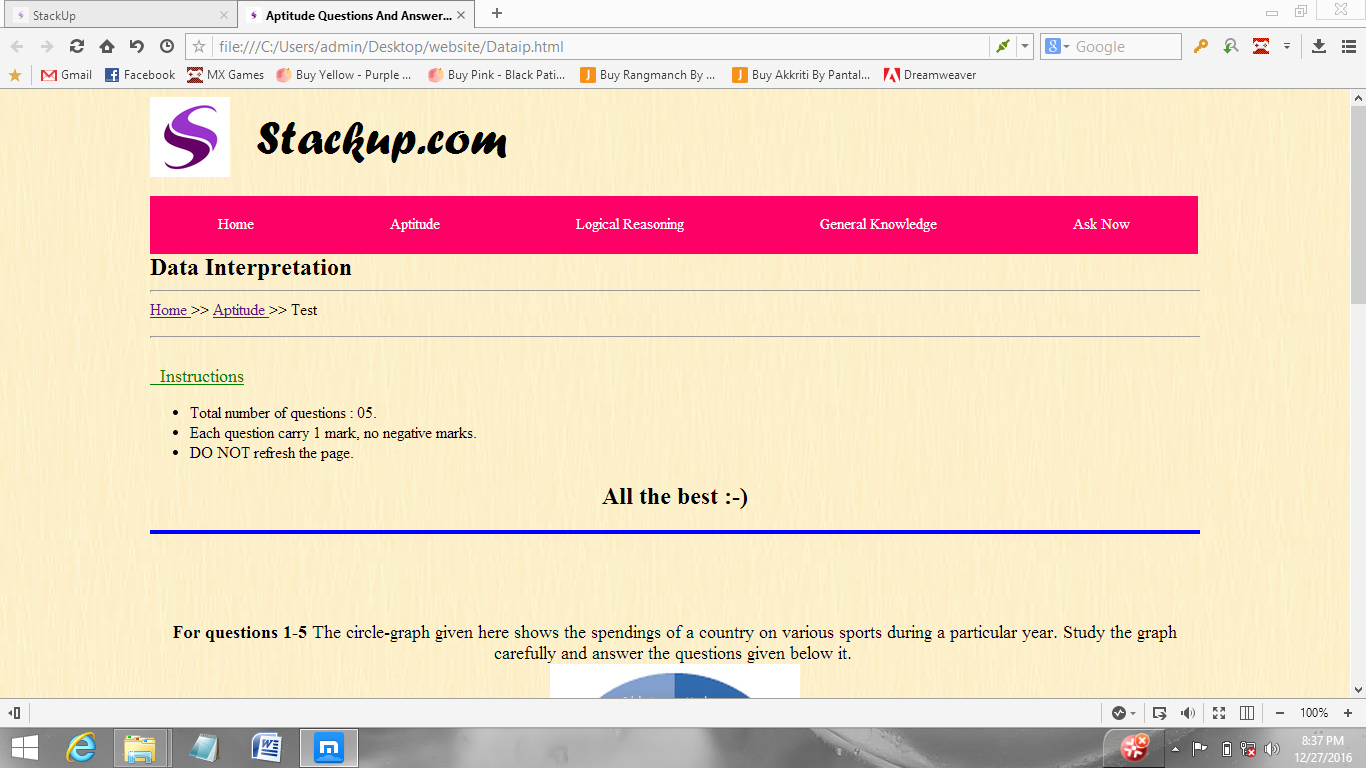 StackUp
Aptitude Questions And Answer...
file:///C:/Users/admin/Desktop/website/Dataip.html
Google
Gmail
Facebook
MX Games
Buy Yellow - Purple ...
Buy Pink - Black Pati...
Buy Rangmanch By ...
Buy Akkriti By Pantal...
Dreamweaver
Stackup.com
Home
Aptitude
Logical Reasoning
General Knowledge
Ask Now
Data Interpretation
Home >> Aptitude >> Test
Instructions
• Total number of questions : 05.
• Each question carry 1 mark, no negative marks.
• DO NOT refresh the page.
All the best :-)
For questions 1-5 The circle-graph given here shows the spendings of a country on various sports during a particular year. Study the graph
carefully and answer the questions given below it.
100%
8:37 PM
12/27/2016